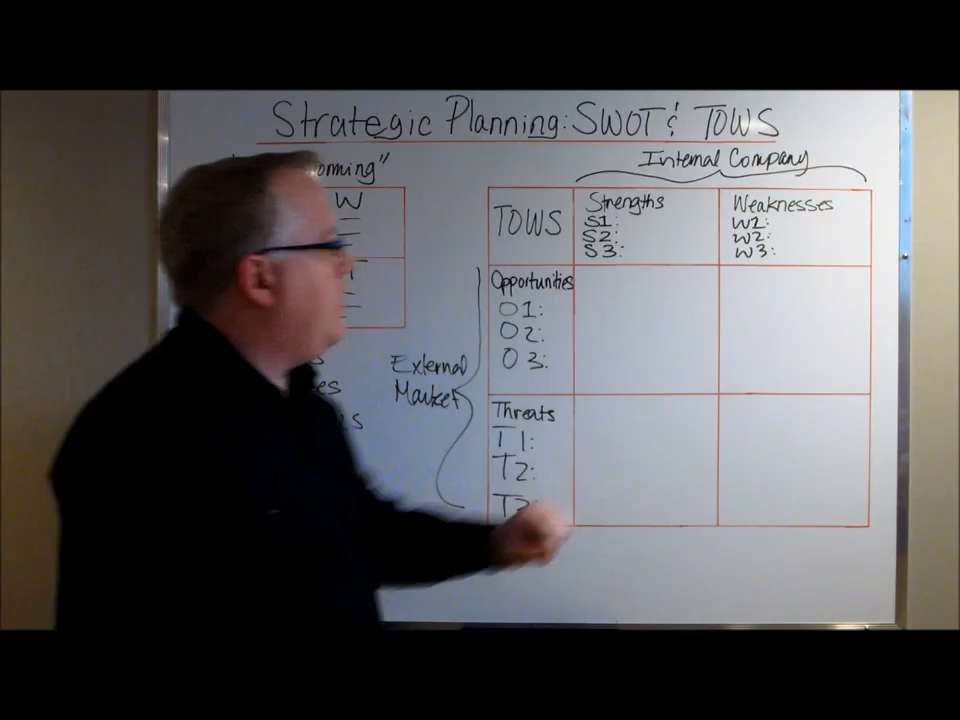 Strategic Planning: SWOT & TOWS
Internal Company
W
TOWS
Strengths
S1:
S2:
S3:
Weaknesses
W1:
W2:
W3:
Opportunities
O1:
O2:
O3:
External
Market
Threats
T1:
T2:
T3: